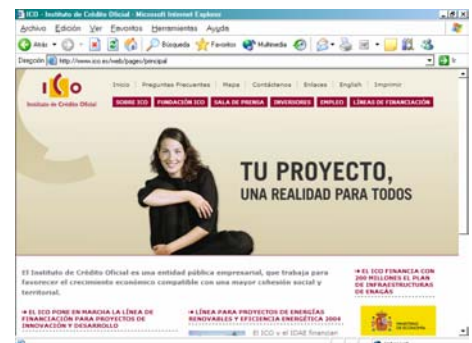 ICO - Instituto de Crédito Oficial - Microsoft Internet Explorer
Archivo Edición Ver Favoritos Herramientas Ayuda
Atrás Búsqueda Favoritos Multimedia
Dirección http://www.ico.es/web/pages/principal Ir
Inicio | Preguntas Frecuentes | Mapa | Contáctenos | Enlaces | English | Imprimir
ICO
Instituto de Crédito Oficial
SOBRE ICO FUNDACIÓN ICO SALA DE PRENSA INVERSORES EMPLEO LÍNEAS DE FINANCIACIÓN
TU PROYECTO,
UNA REALIDAD PARA TODOS
El Instituto de Crédito Oficial es una entidad pública empresarial, que trabaja para
favorecer el crecimiento económico compatible con una mayor cohesión social y
territorial.
EL ICO FINANCIA CON
200 MILLONES EL PLAN
DE INFRAESTRUCTURAS
DE ENAGÁS
EL ICO PONE EN MARCHA LA LÍNEA DE
FINANCIACIÓN PARA PROYECTOS DE
INNOVACIÓN Y DESARROLLO
LÍNEA PARA PROYECTOS DE ENERGÍAS
RENOVABLES Y EFICIENCIA ENERGÉTICA 2004
El ICO y el IDAE financian
MINISTERIO
DE ECONOMÍA
Internet